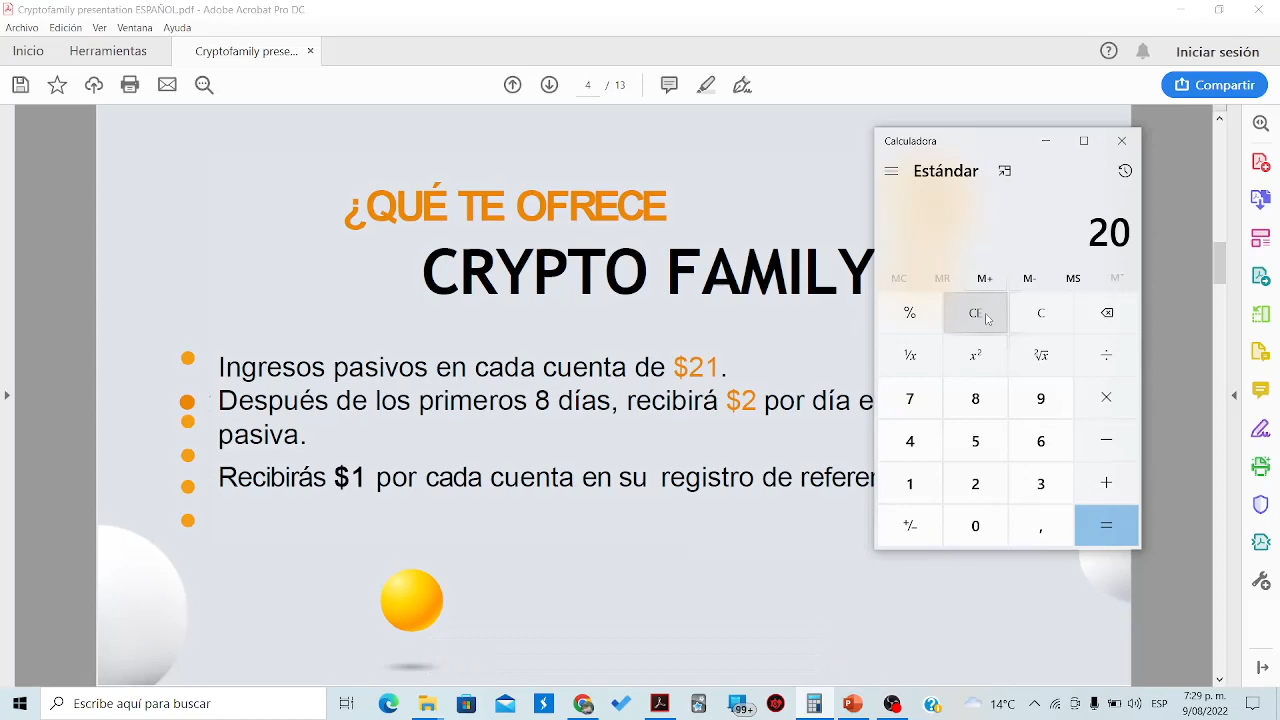 Cryptofamily presentation ESPAÑOL.pdf - Adobe Acrobat Pro DC
Archivo Edición Ver Ventana Ayuda
Inicio Herramientas Cryptofamily prese... × Iniciar sesión
4 / 13 Compartir
¿QUÉ TE OFRECE
CRYPTO FAMILY
Ingresos pasivos en cada cuenta de $21.
Después de los primeros 8 días, recibirá $2 por día e
pasiva.
Recibirás $1 por cada cuenta en su registro de referer
Calculadora
Estándar
20
MC MR M+ M- MS M˅
% CE C
¹/x x² ²√x ÷
7 8 9 ×
4 5 6 −
1 2 3 +
+/- 0 , =
Escribe aquí para buscar
99+
14°C ESP
7:29 p. m.
9/08/2022